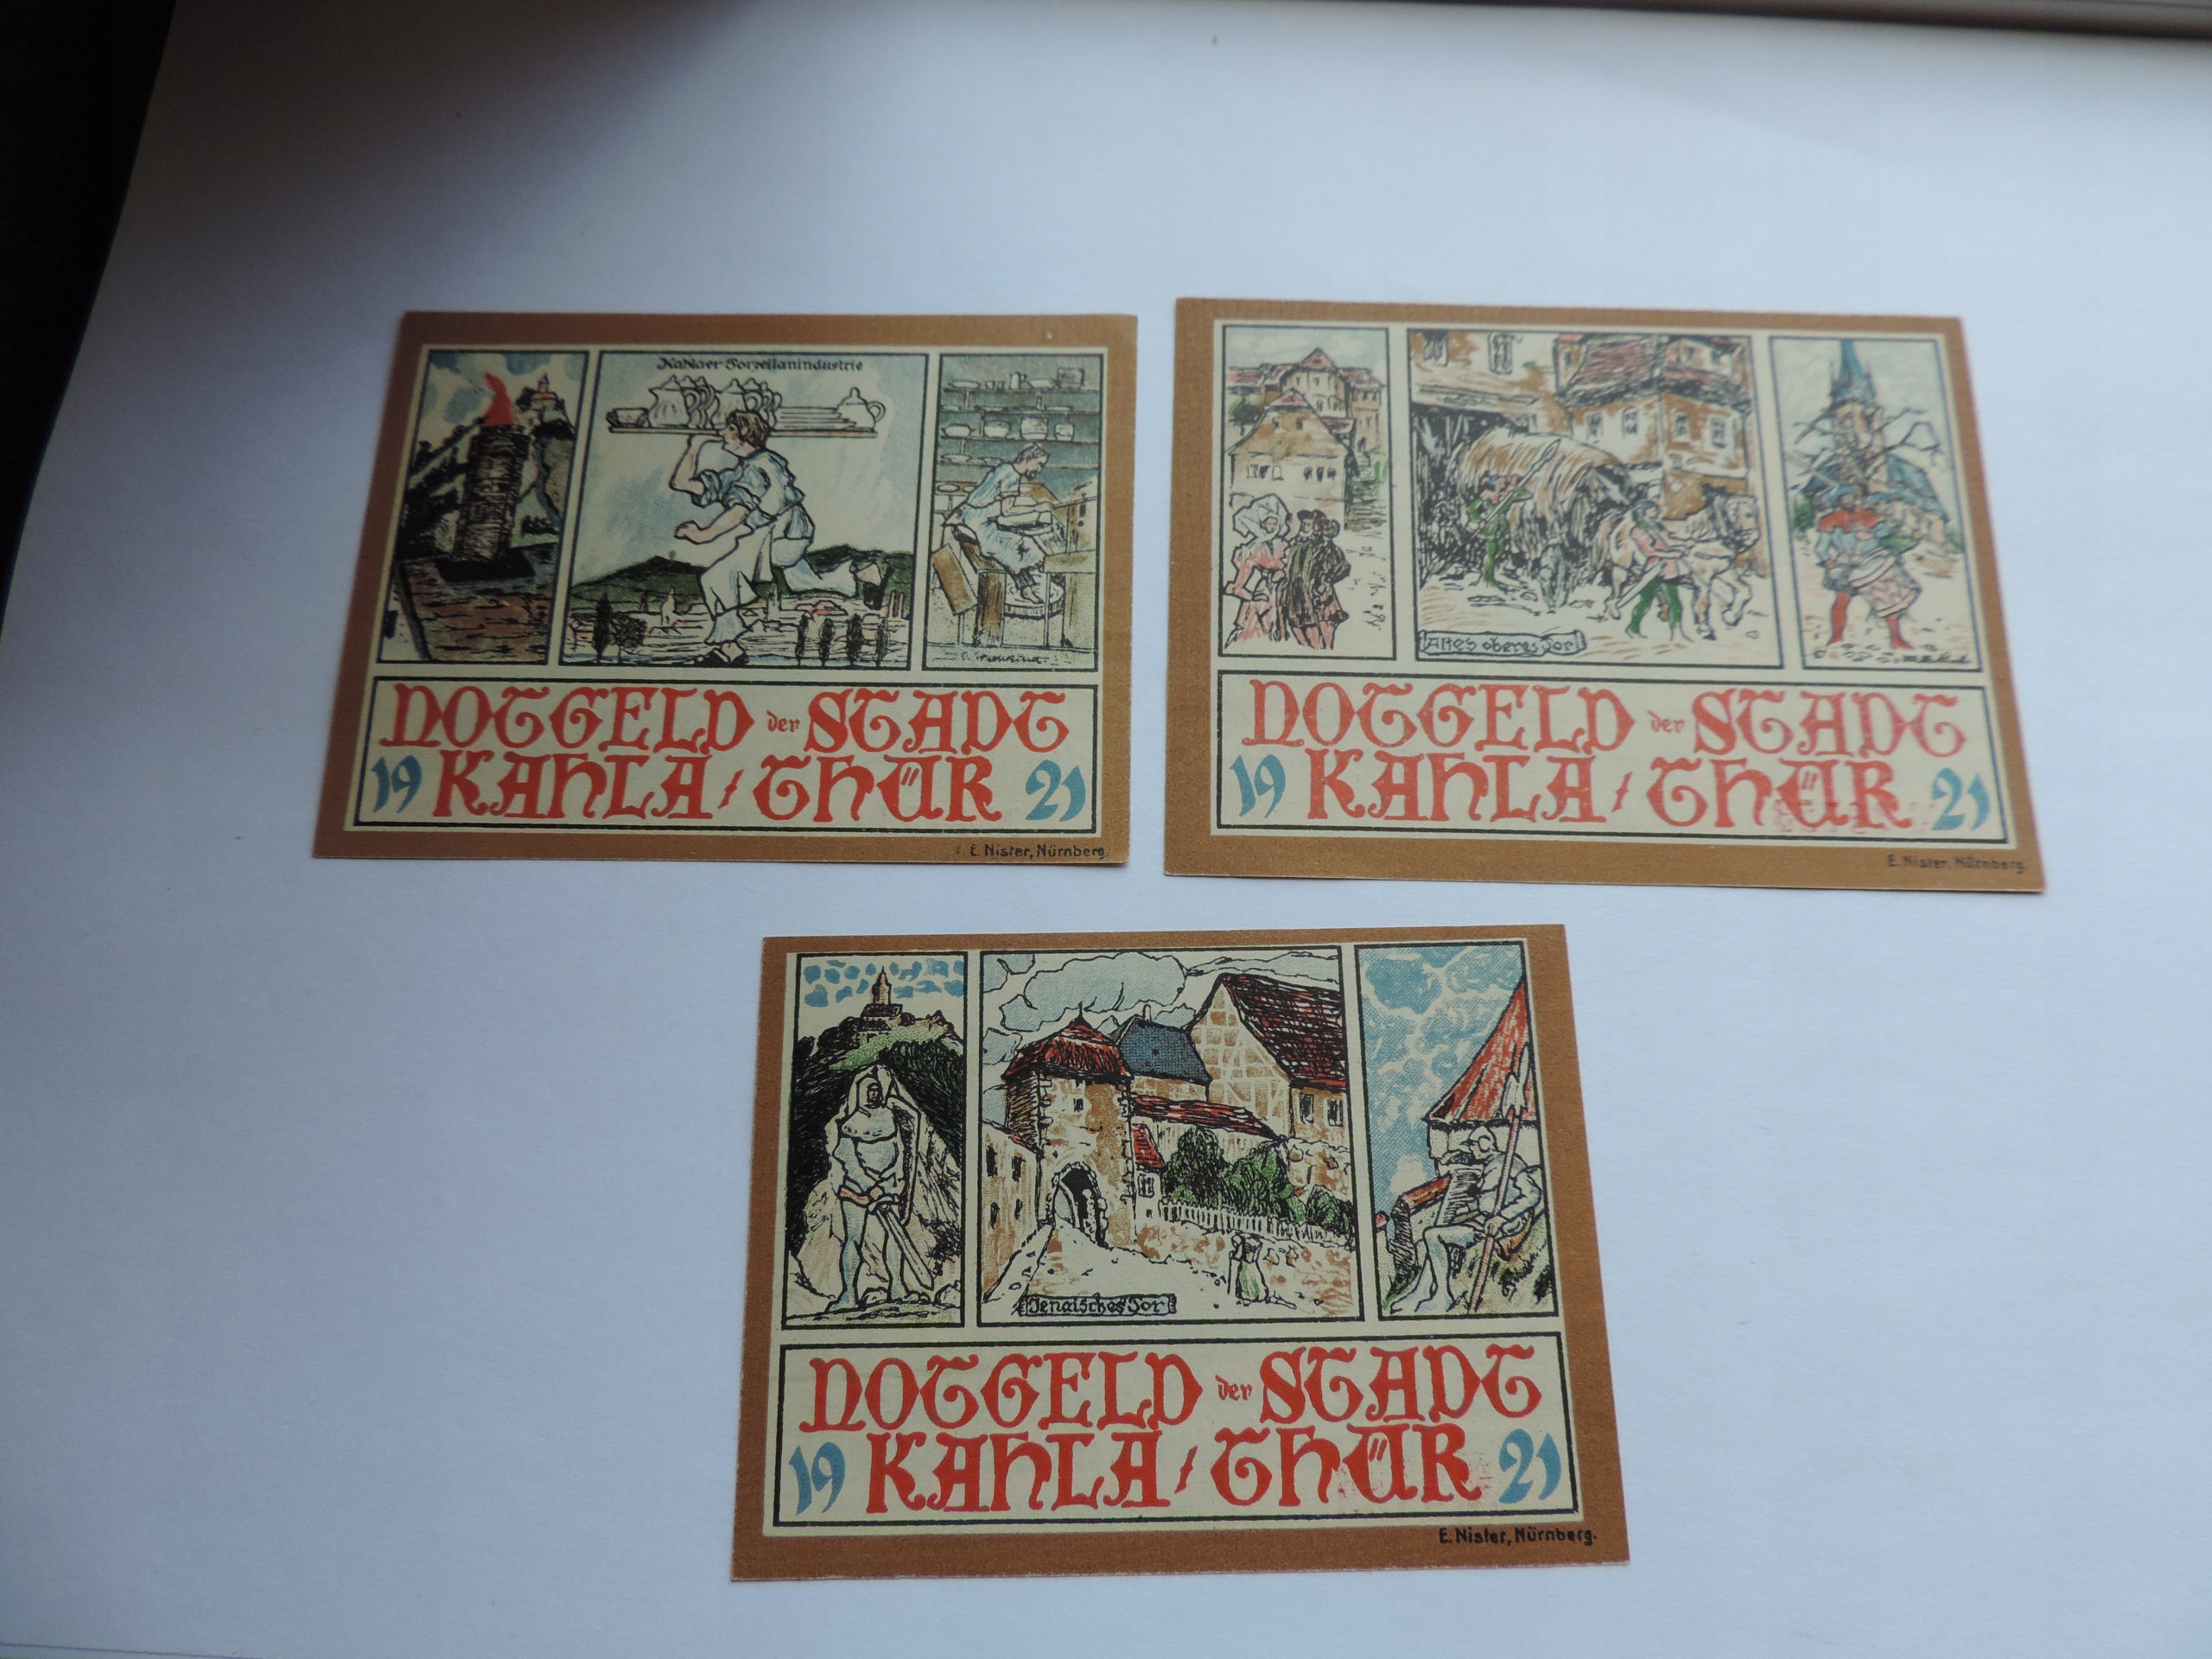 Kahlaer Porzellanindustrie
NOTGELD der STADT
19 KAHLA / THÜR 21
E. Nister, Nürnberg.
Altes oberes Tor
NOTGELD der STADT
19 KAHLA / THÜR 21
E. Nister, Nürnberg.
Jenaisches Tor
NOTGELD der STADT
19 KAHLA / THÜR 21
E. Nister, Nürnberg.